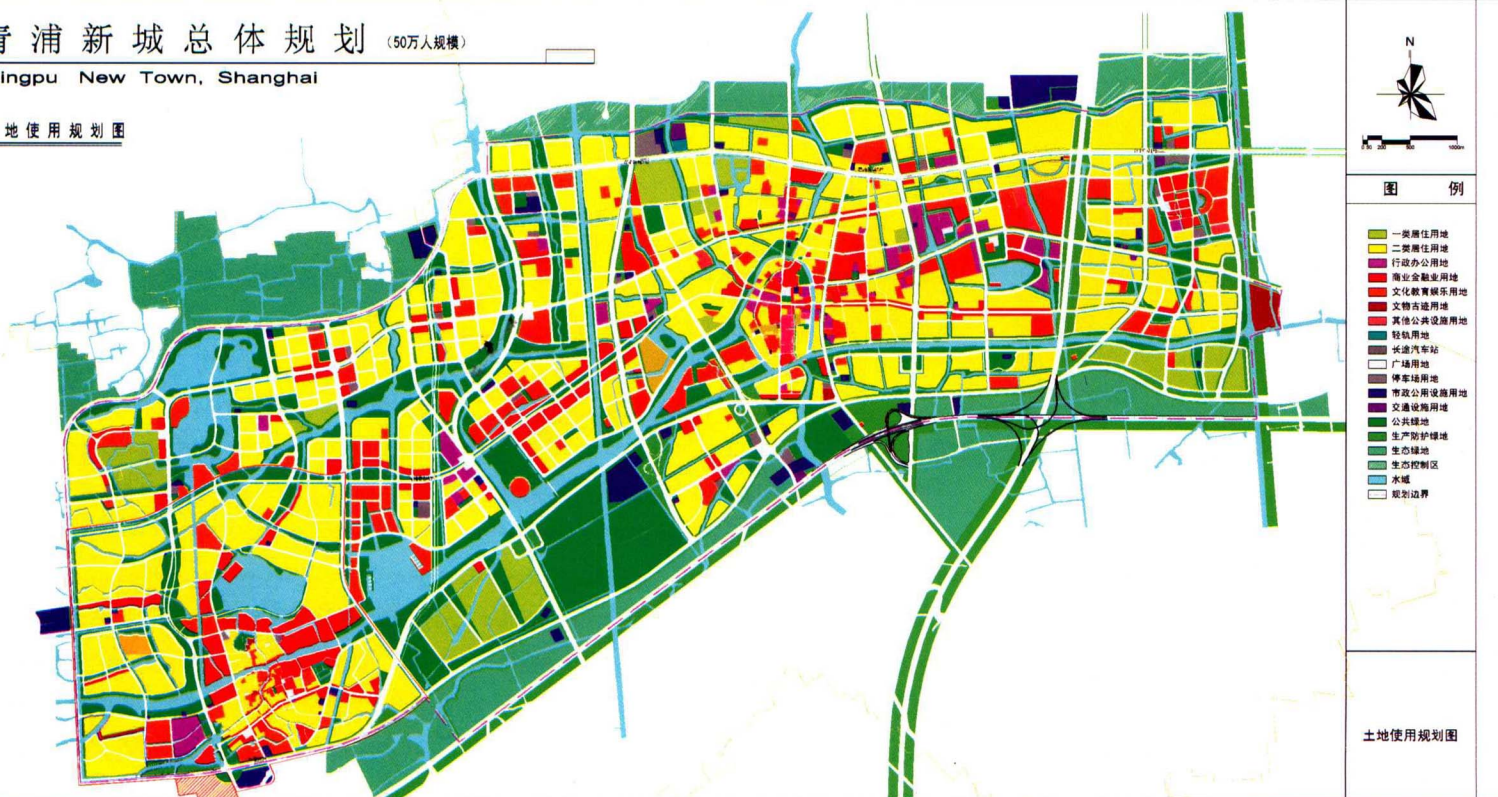 青浦新城总体规划（50万人规模）
ingpu New Town, Shanghai
地使用规划图
N
0 50 200 500 1000m
图 例
一类居住用地
二类居住用地
行政办公用地
商业金融业用地
文化教育娱乐用地
文物古迹用地
其他公共设施用地
轻轨用地
长途汽车站
广场用地
停车场用地
市政公用设施用地
交通设施用地
公共绿地
生产防护绿地
生态绿地
生态控制区
水域
规划边界
土地使用规划图